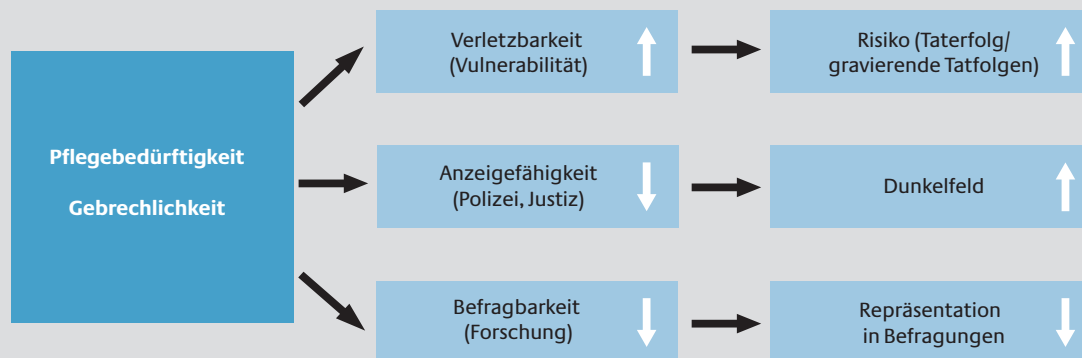 Pflegebedürftigkeit
Gebrechlichkeit
Verletzbarkeit
(Vulnerabilität)
Risiko (Taterfolg/
gravierende Tatfolgen)
Anzeigefähigkeit
(Polizei, Justiz)
Dunkelfeld
Befragbarkeit
(Forschung)
Repräsentation
in Befragungen